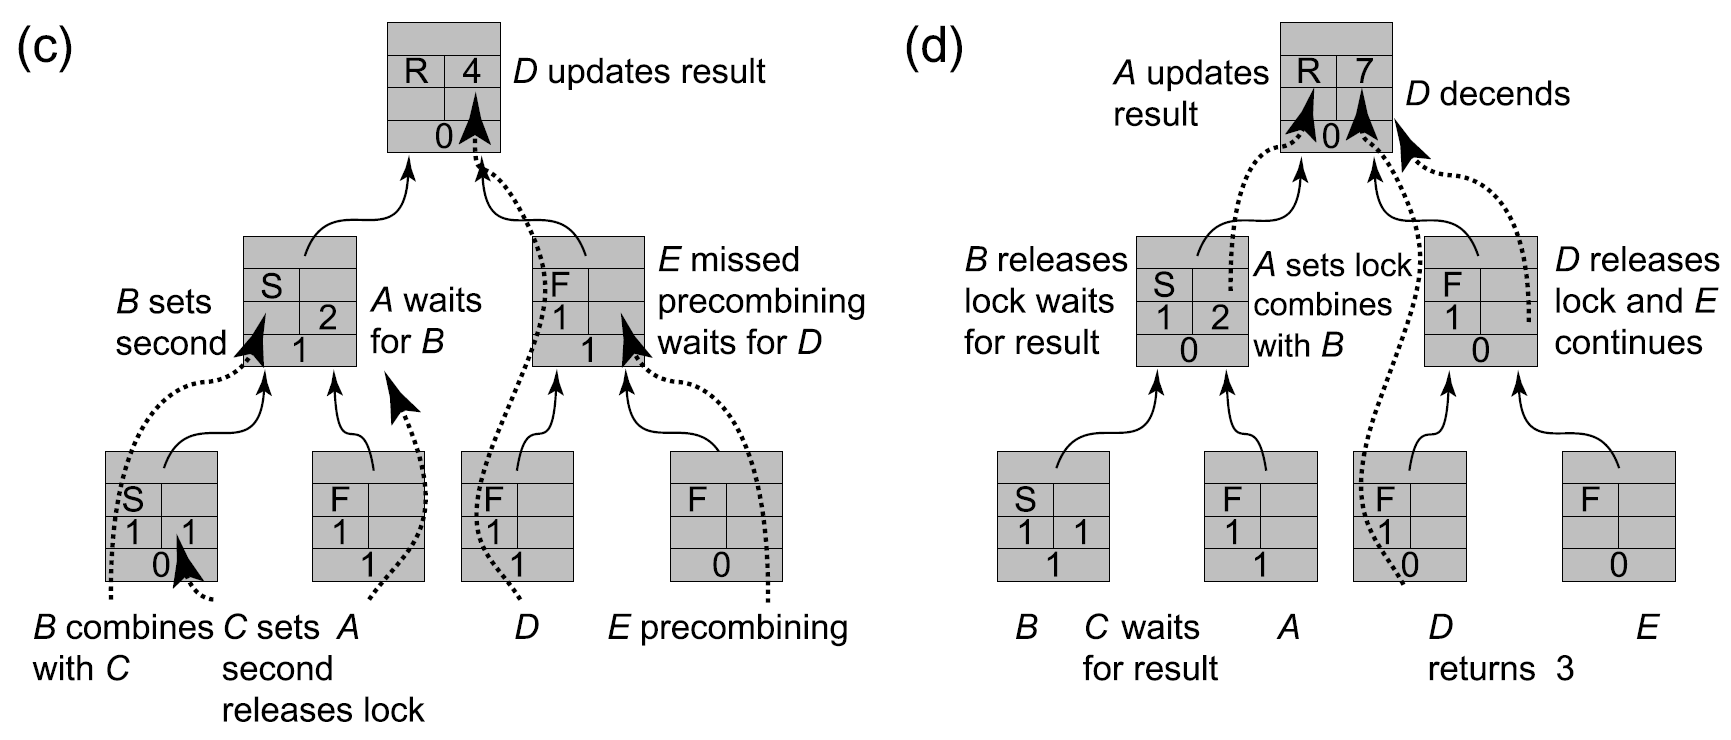 (c)
R 4
D updates result
0
S
2
1
B sets
second
A waits
for B
F
1
1
E missed
precombining
waits for D
S
1 1
0
F
1
1
F
1
1
F
0
B combines
with C
C sets
second
releases lock
A
D
E precombining
(d)
A updates
result
R 7
0
D decends
B releases
lock waits
for result
S
1 2
0
A sets lock
combines
with B
F
1
0
D releases
lock and E
continues
S
1 1
1
F
1
1
F
1
0
F
0
B
C waits
for result
A
D
returns 3
E